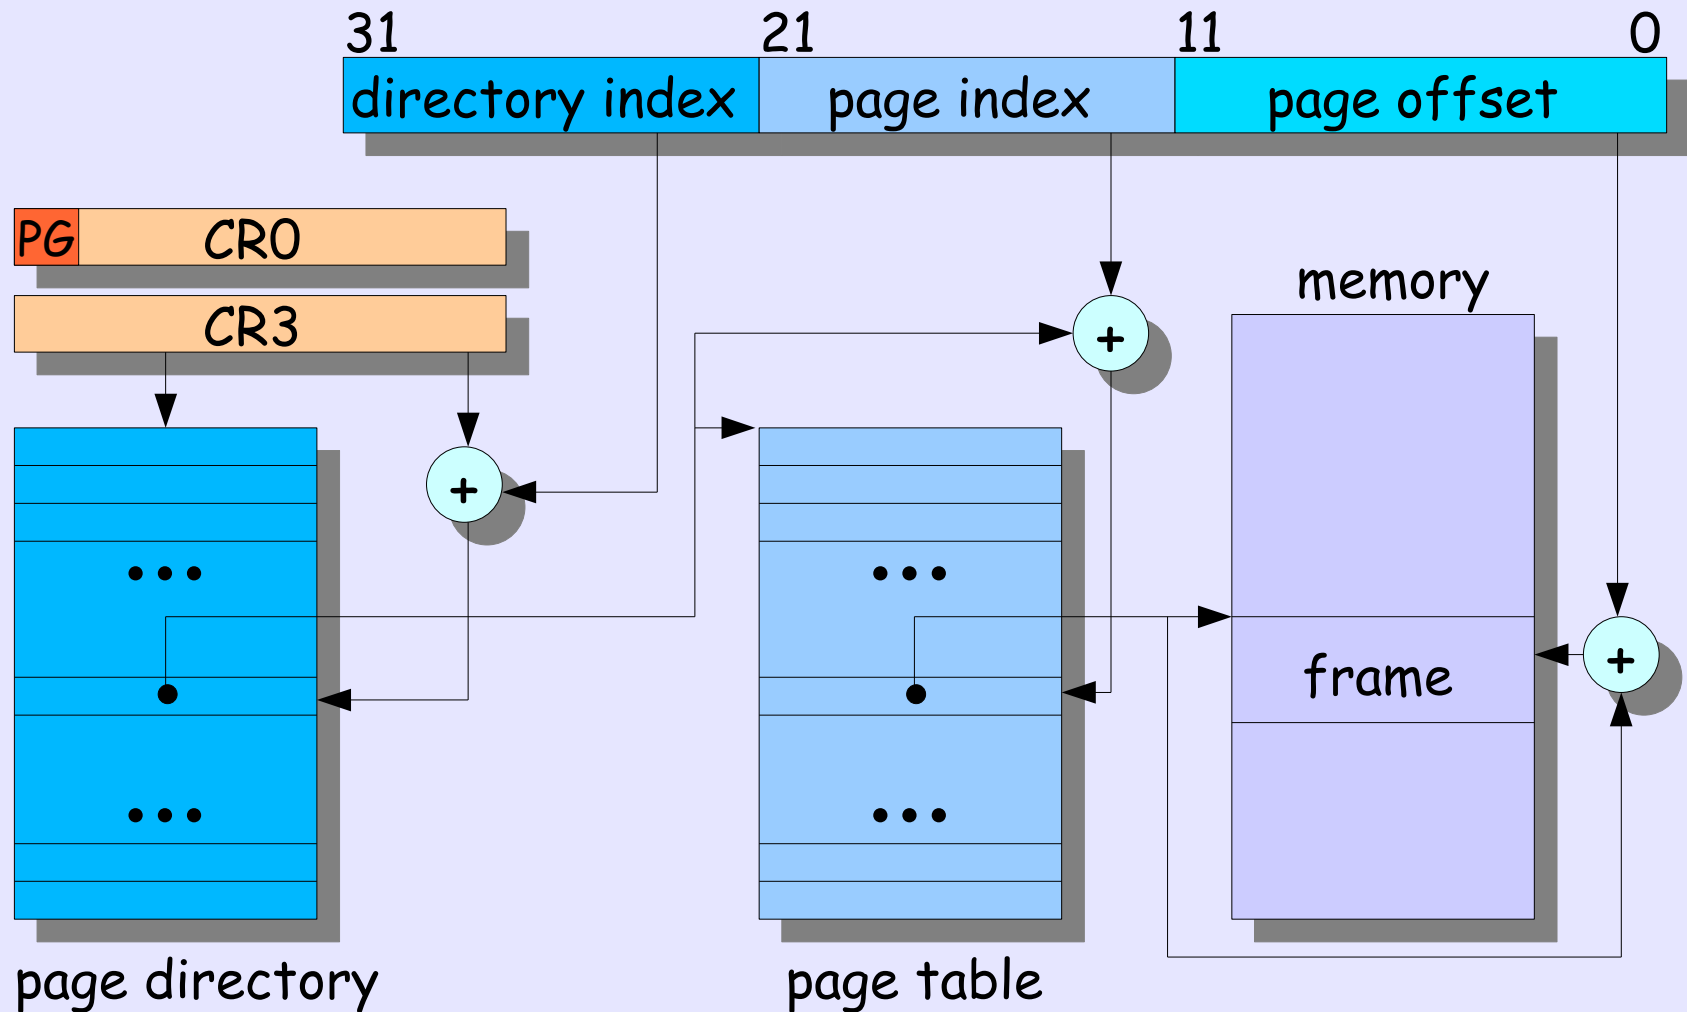 31 21 11 0
directory index page index page offset
PG CR0
CR3
memory
+
+
...
...
frame
+
...
...
page directory
page table